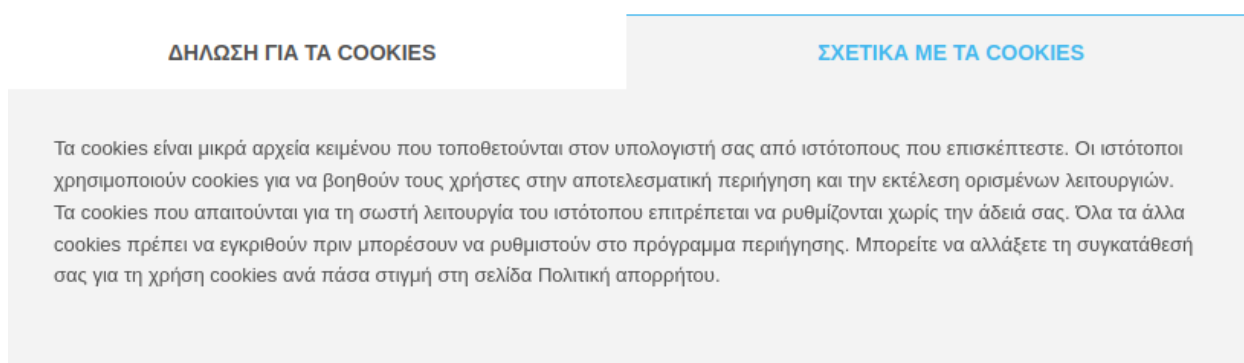 ΔΗΛΩΣΗ ΓΙΑ ΤΑ COOKIES
ΣΧΕΤΙΚΑ ΜΕ ΤΑ COOKIES
Τα cookies είναι μικρά αρχεία κειμένου που τοποθετούνται στον υπολογιστή σας από ιστότοπους που επισκέπτεστε. Οι ιστότοποι
χρησιμοποιούν cookies για να βοηθούν τους χρήστες στην αποτελεσματική περιήγηση και την εκτέλεση ορισμένων λειτουργιών.
Τα cookies που απαιτούνται για τη σωστή λειτουργία του ιστότοπου επιτρέπεται να ρυθμίζονται χωρίς την άδειά σας. Όλα τα άλλα
cookies πρέπει να εγκριθούν πριν μπορέσουν να ρυθμιστούν στο πρόγραμμα περιήγησης. Μπορείτε να αλλάξετε τη συγκατάθεσή
σας για τη χρήση cookies ανά πάσα στιγμή στη σελίδα Πολιτική απορρήτου.